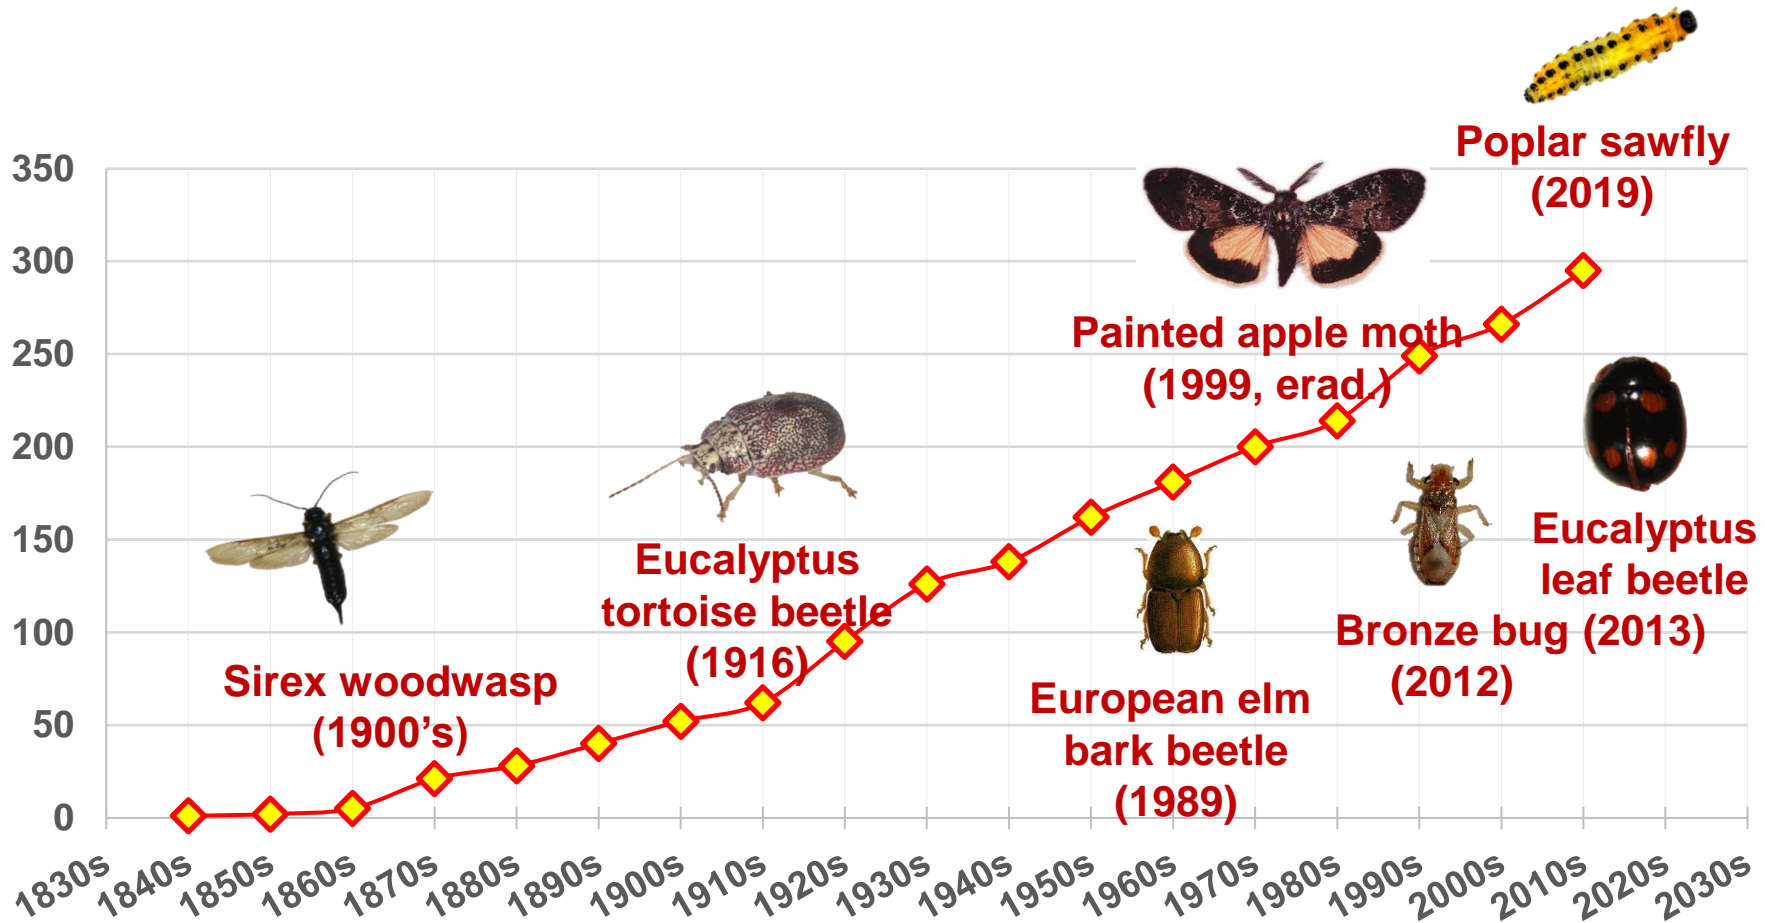 Poplar sawfly
(2019)
350
300
250
200
150
100
50
0
Painted apple moth
(1999, erad.)
Eucalyptus
tortoise beetle
(1916)
Sirex woodwasp
(1900’s)
European elm
bark beetle
(1989)
Bronze bug
(2012)
Eucalyptus
leaf beetle
(2013)
1830s
1840s
1850s
1860s
1870s
1880s
1890s
1900s
1910s
1920s
1930s
1940s
1950s
1960s
1970s
1980s
1990s
2000s
2010s
2020s
2030s